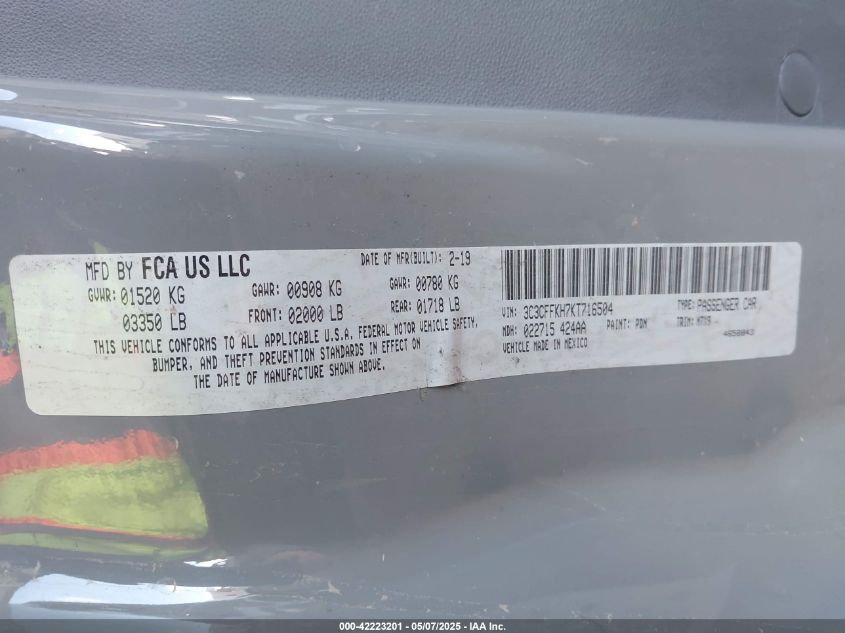 MFD BY FCA US LLC
DATE OF MFR(BUILT): 2-19
GVWR: 01520 KG
GAWR: 00908 KG
GAWR: 00780 KG
03350 LB
FRONT: 02000 LB
REAR: 01718 LB
THIS VEHICLE CONFORMS TO ALL APPLICABLE U.S.A. FEDERAL MOTOR VEHICLE SAFETY,
BUMPER, AND THEFT PREVENTION STANDARDS IN EFFECT ON
THE DATE OF MANUFACTURE SHOWN ABOVE.
VIN: 3C3CFFKH7KT716504
TYPE: PASSENGER CAR
MDH: 022715 424AA
PAINT: PDN
TRIM:
VEHICLE MADE IN MEXICO
000-42223201 - 05/07/2025 - IAA Inc.